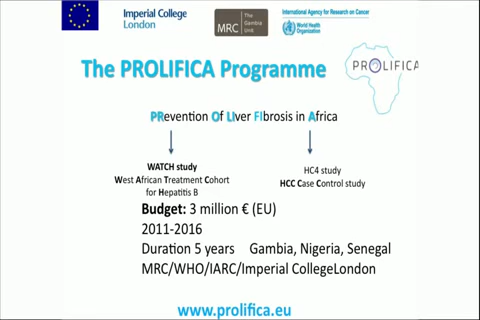 Imperial College
London
MRC
The
Gambia
Unit
International Agency for Research on Cancer
World Health
Organization
The PROLIFICA Programme
PROLIFICA
PRevention Of LIver FIbrosis in Africa
WATCH study
West African Treatment Cohort
for Hepatitis B
HC4 study
HCC Case Control study
Budget: 3 million € (EU)
2011-2016
Duration 5 years Gambia, Nigeria, Senegal
MRC/WHO/IARC/Imperial CollegeLondon
www.prolifica.eu